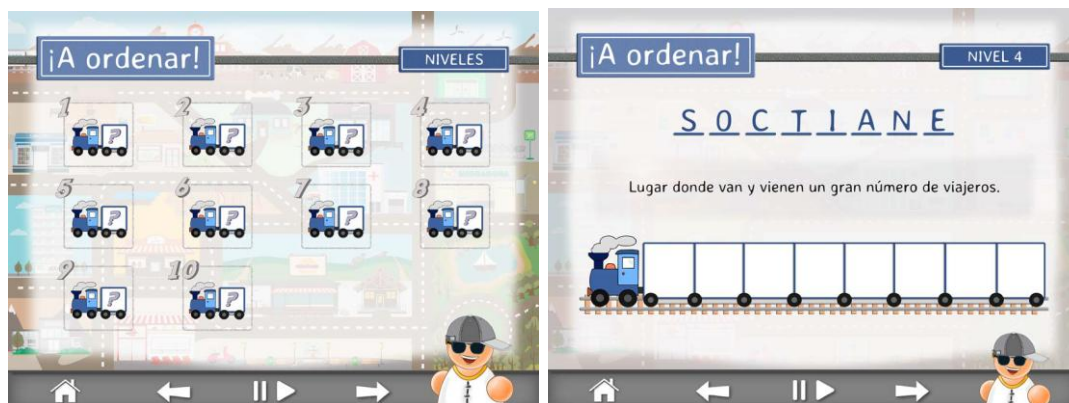 ¡A ordenar!
NIVELES
1 2 3 4
? ? ? ?
5 6 7 8
? ? ? ?
9 10
? ?
¡A ordenar!
NIVEL 4
S O C T I A N E
Lugar donde van y vienen un gran número de viajeros.